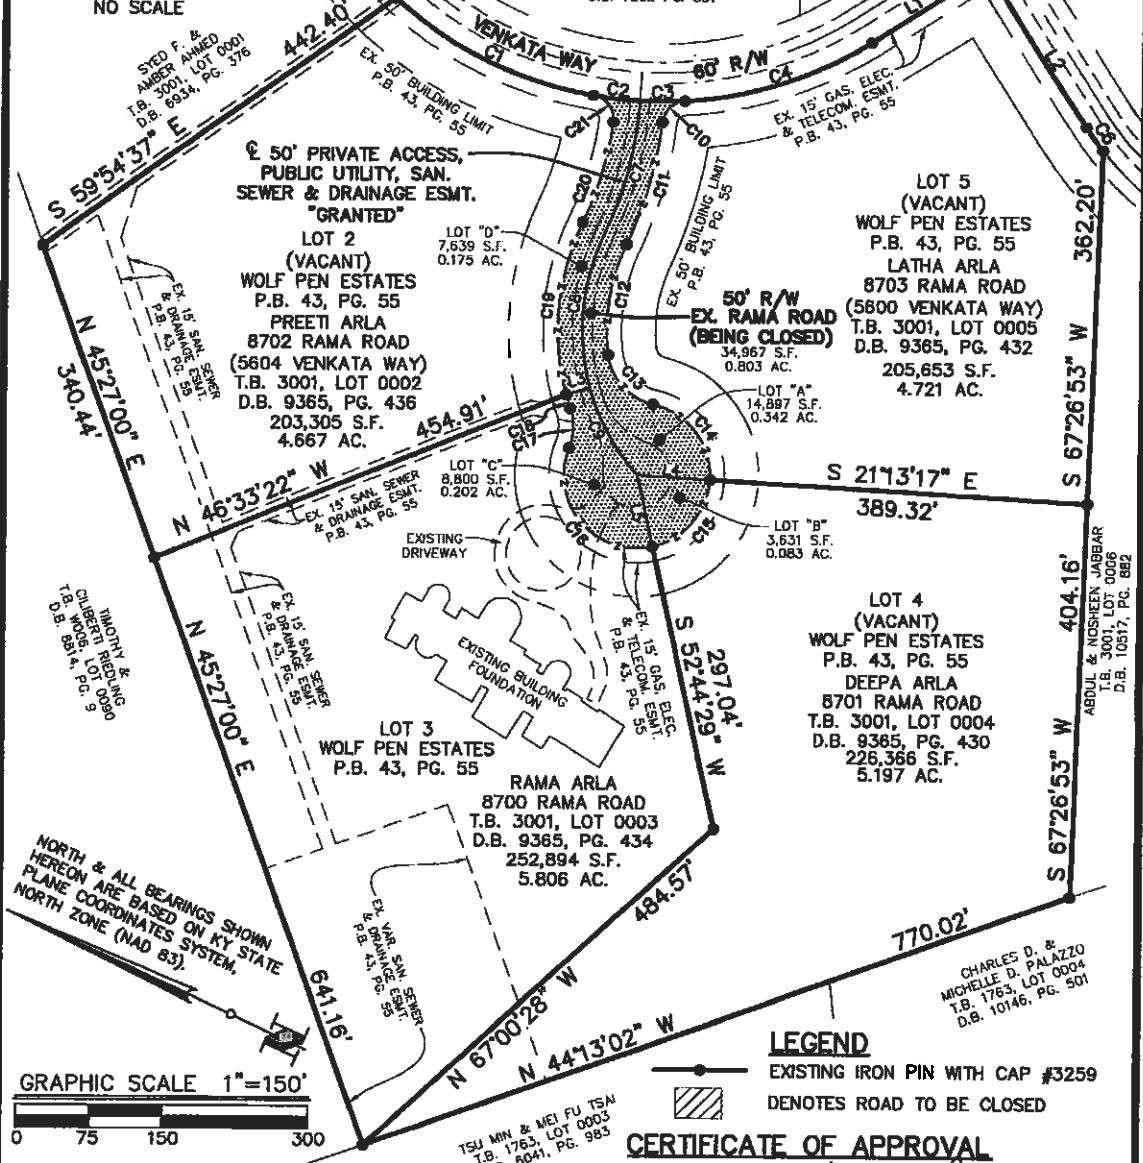 NO SCALE
SYED F. &
AMBER AHMED
T.B. 3001, LOT 0001
D.B. 6934, PG. 376
442.40'
S 59°54'37" E
EX. 50' BUILDING LIMIT
P.B. 43, PG. 55
VENKATA WAY
60' R/W
C1
C2
C3
C4
L1
L2
C6
EX. 15' GAS, ELEC.
& TELECOM. ESMT.
P.B. 43, PG. 55
C21
C10
C7
C11
C20
℄ 50' PRIVATE ACCESS,
PUBLIC UTILITY, SAN.
SEWER & DRAINAGE ESMT.
"GRANTED"
LOT 2
(VACANT)
WOLF PEN ESTATES
P.B. 43, PG. 55
PREETI ARLA
8702 RAMA ROAD
(5604 VENKATA WAY)
T.B. 3001, LOT 0002
D.B. 9365, PG. 436
203,305 S.F.
4.667 AC.
LOT "D"
7,639 S.F.
0.175 AC.
EX. 50' BUILDING LIMIT
P.B. 43, PG. 55
LOT 5
(VACANT)
WOLF PEN ESTATES
P.B. 43, PG. 55
LATHA ARLA
8703 RAMA ROAD
(5600 VENKATA WAY)
T.B. 3001, LOT 0005
D.B. 9365, PG. 432
205,653 S.F.
4.721 AC.
362.20'
S 67°26'53" W
50' R/W
EX. RAMA ROAD
(BEING CLOSED)
34,967 S.F.
0.803 AC.
C19
C8
C12
C13
C14
L3
C9
C18
C17
LOT "A"
14,897 S.F.
0.342 AC.
EX. 15' SAN. SEWER
& DRAINAGE ESMT.
P.B. 43, PG. 55
N 45°27'00" E
340.44'
454.91'
N 46°33'22" W
EX. 15' SAN. SEWER
& DRAINAGE ESMT.
P.B. 43, PG. 55
LOT "C"
8,800 S.F.
0.202 AC.
L4
S 21°13'17" E
389.32'
L5
C15
C16
LOT "B"
3,631 S.F.
0.083 AC.
EXISTING
DRIVEWAY
TIMOTHY &
CILIBERTI RIEDLING
T.B. W006, LOT 0090
D.B. 8814, PG. 9
EX. 15' SAN. SEWER
& DRAINAGE ESMT.
P.B. 43, PG. 55
N 45°27'00" E
EXISTING BUILDING
FOUNDATION
EX. 15' GAS, ELEC.
& TELECOM. ESMT.
P.B. 43, PG. 55
297.04'
S 52°44'29" W
LOT 4
(VACANT)
WOLF PEN ESTATES
P.B. 43, PG. 55
DEEPA ARLA
8701 RAMA ROAD
T.B. 3001, LOT 0004
D.B. 9365, PG. 430
226,366 S.F.
5.197 AC.
404.16'
S 67°26'53" W
ABDUL & NOSHEEN JABBAR
T.B. 3001, LOT 0006
D.B. 10517, PG. 882
LOT 3
WOLF PEN ESTATES
P.B. 43, PG. 55
RAMA ARLA
8700 RAMA ROAD
T.B. 3001, LOT 0003
D.B. 9365, PG. 434
252,894 S.F.
5.806 AC.
484.57'
N 67°00'28" W
NORTH & ALL BEARINGS SHOWN
HEREON ARE BASED ON KY STATE
PLANE COORDINATES SYSTEM,
NORTH ZONE (NAD 83).
EX. VAR. SAN. SEWER
& DRAINAGE ESMT.
P.B. 43, PG. 55
641.16'
770.02'
N 44°13'02" W
CHARLES D. &
MICHELLE D. PALAZZO
T.B. 1763, LOT 0004
D.B. 10146, PG. 501
TSU MIN & MEI FU TSAI
T.B. 1763, LOT 0003
6041, PG. 983
GRAPHIC SCALE 1"=150'
0 75 150 300
LEGEND
EXISTING IRON PIN WITH CAP #3259
DENOTES ROAD TO BE CLOSED
CERTIFICATE OF APPROVAL